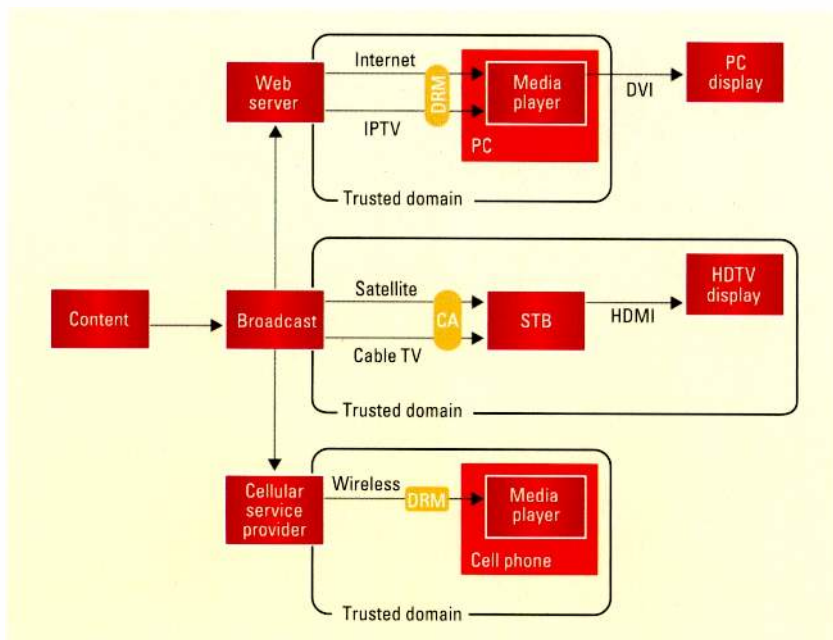 Internet
Web
server
DRM
IPTV
Media
player
PC
DVI
PC
display
Trusted domain
Content
Broadcast
Satellite
CA
Cable TV
STB
HDMI
HDTV
display
Trusted domain
Cellular
service
provider
Wireless
DRM
Media
player
Cell phone
Trusted domain